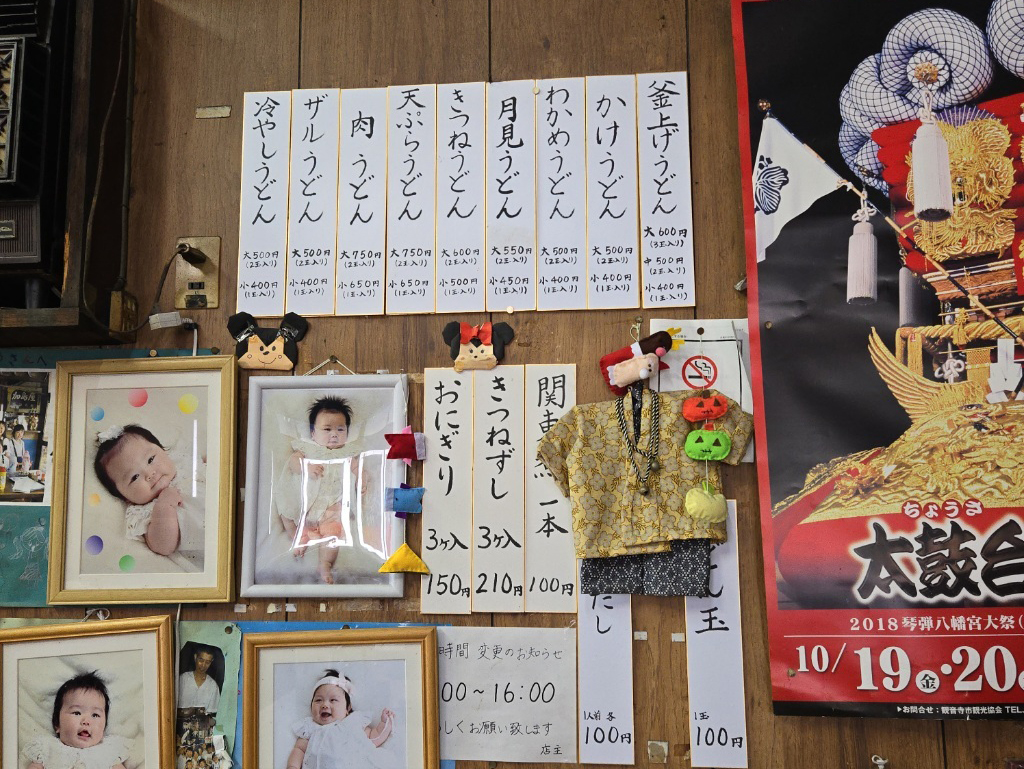 釜上げうどん
大600円
(3玉入り)
中500円
(2玉入り)
小400円
(1玉入り)
かけうどん
大500円
(2玉入り)
小400円
(1玉入り)
わかめうどん
大500円
(2玉入り)
小400円
(1玉入り)
月見うどん
大550円
(2玉入り)
小450円
(1玉入り)
きつねうどん
大600円
(2玉入り)
小500円
(1玉入り)
天ぷらうどん
大750円
(2玉入り)
小650円
(1玉入り)
肉うどん
大750円
(2玉入り)
小650円
(1玉入り)
ザルうどん
大500円
(2玉入り)
小400円
(1玉入り)
冷やしうどん
大500円
(2玉入り)
小400円
(1玉入り)
関東 一本
100円
きつねずし
3ヶ入
210円
おにぎり
3ヶ入
150円
玉
1玉
100円
だし
1人前 各
100円
時間 変更のお知らせ
00～16:00
しくお願い致します
店主
ちょうさ
太鼓台
2018琴弾八幡宮大祭(
10/19金・20
▶お問合せ:観音寺市観光協会 TEL